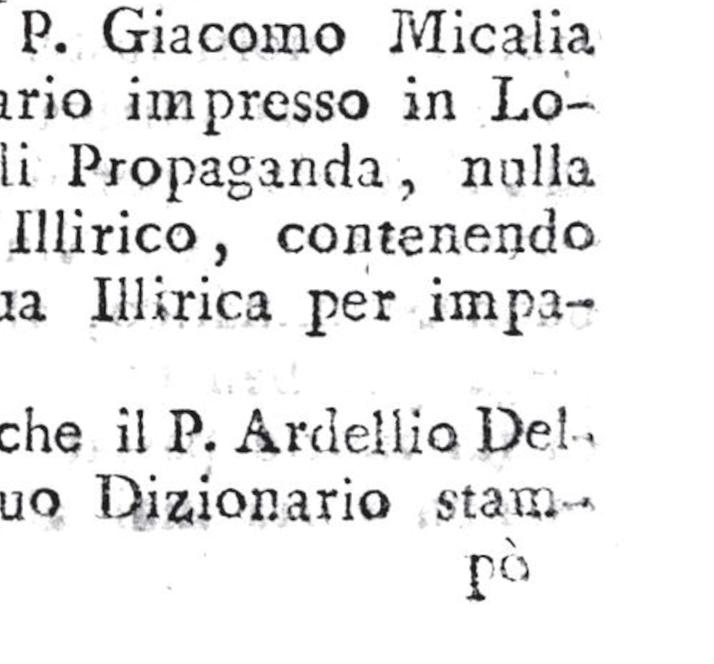 P. Giacomo Micalia
ario impresso in Lo-
li Propaganda, nulla
Illirico, contenendo
ua Illirica per impa-
che il P. Ardellio Del-
uo Dizionario stam-
pò